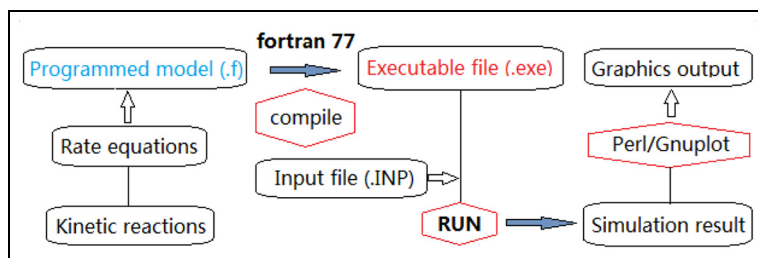 fortran 77
Programmed model (.f)
Executable file (.exe)
Graphics output
compile
Rate equations
Perl/Gnuplot
Input file (.INP)
Kinetic reactions
RUN
Simulation result